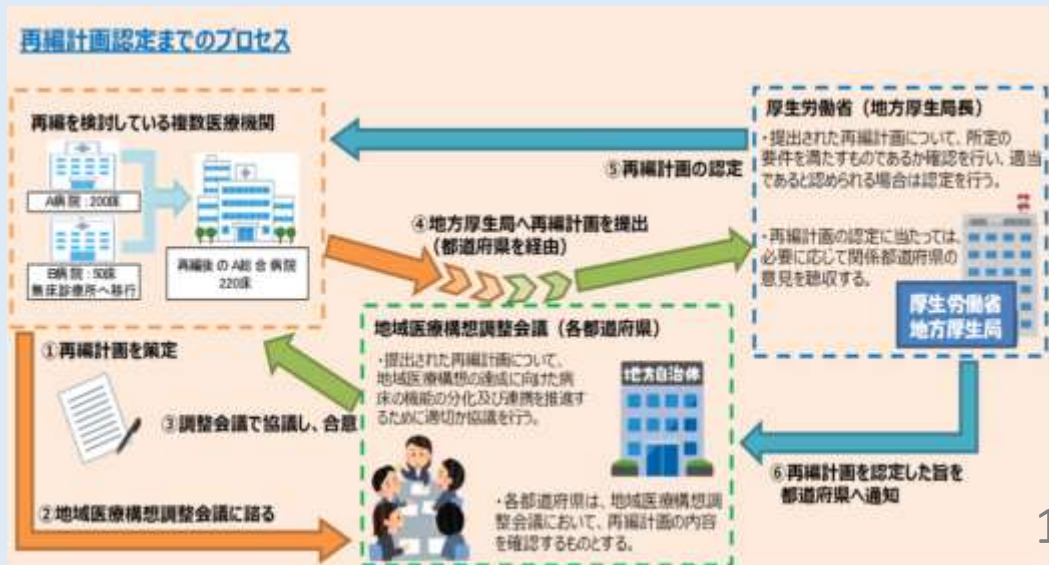 再編計画認定までのプロセス
再編を検討している複数医療機関
A病院:200床
B病院:50床
無床診療所へ移行
再編後のA総合病院
220床
①再編計画を策定
②地域医療構想調整会議に諮る
③調整会議で協議し、合意
④地方厚生局へ再編計画を提出
(都道府県を経由)
⑤再編計画の認定
厚生労働省(地方厚生局長)
・提出された再編計画について、所定の
要件を満たすものであるか確認を行い、適当
であると認められる場合は認定を行う。
・再編計画の認定に当たっては、
必要に応じて関係都道府県の
意見を聴取する。
厚生労働省
地方厚生局
地域医療構想調整会議(各都道府県)
・提出された再編計画について、
地域医療構想の達成に向けた病
床の機能の分化及び連携を推進す
るために適切か協議を行う。
地方自治体
・各都道府県は、地域医療構想調
整会議において、再編計画の内容
を確認するものとする。
⑥再編計画を認定した旨を
都道府県へ通知
1